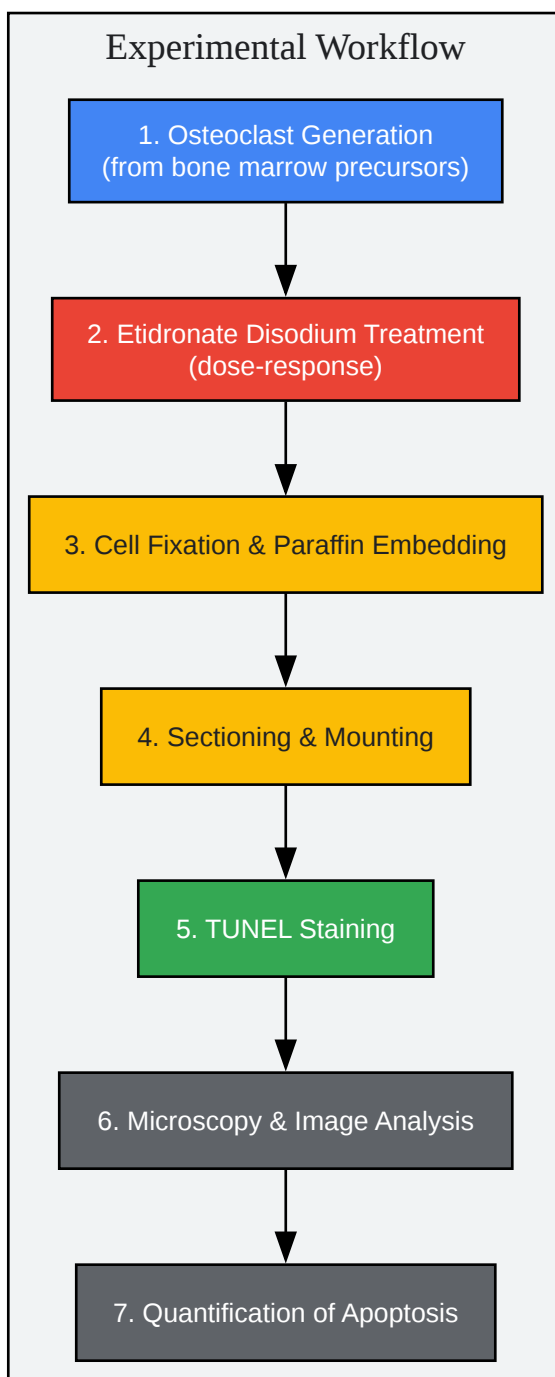 Experimental Workflow
1. Osteoclast Generation
(from bone marrow precursors)
2. Etidronate Disodium Treatment
(dose-response)
3. Cell Fixation & Paraffin Embedding
4. Sectioning & Mounting
5. TUNEL Staining
6. Microscopy & Image Analysis
7. Quantification of Apoptosis